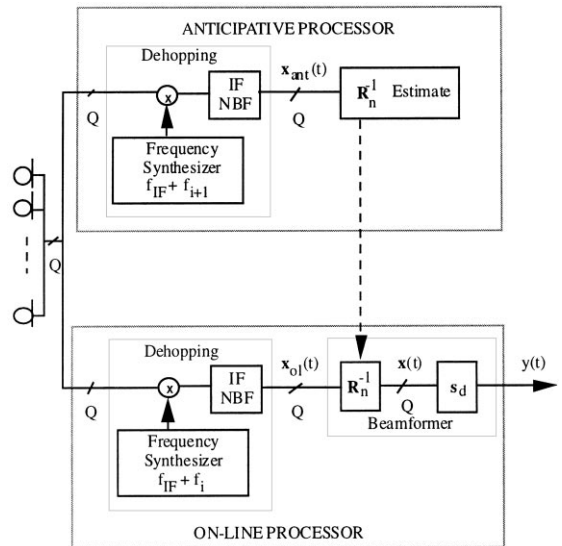 ANTICIPATIVE PROCESSOR
Dehopping
x
IF
NBF
x_ant(t)
R_n^-1 Estimate
Q
Q
Frequency
Synthesizer
f_IF + f_i+1
Q
Dehopping
x
IF
NBF
x_ol(t)
R_n^-1
x(t)
s_d
y(t)
Q
Q
Q
Beamformer
Frequency
Synthesizer
f_IF + f_i
ON-LINE PROCESSOR